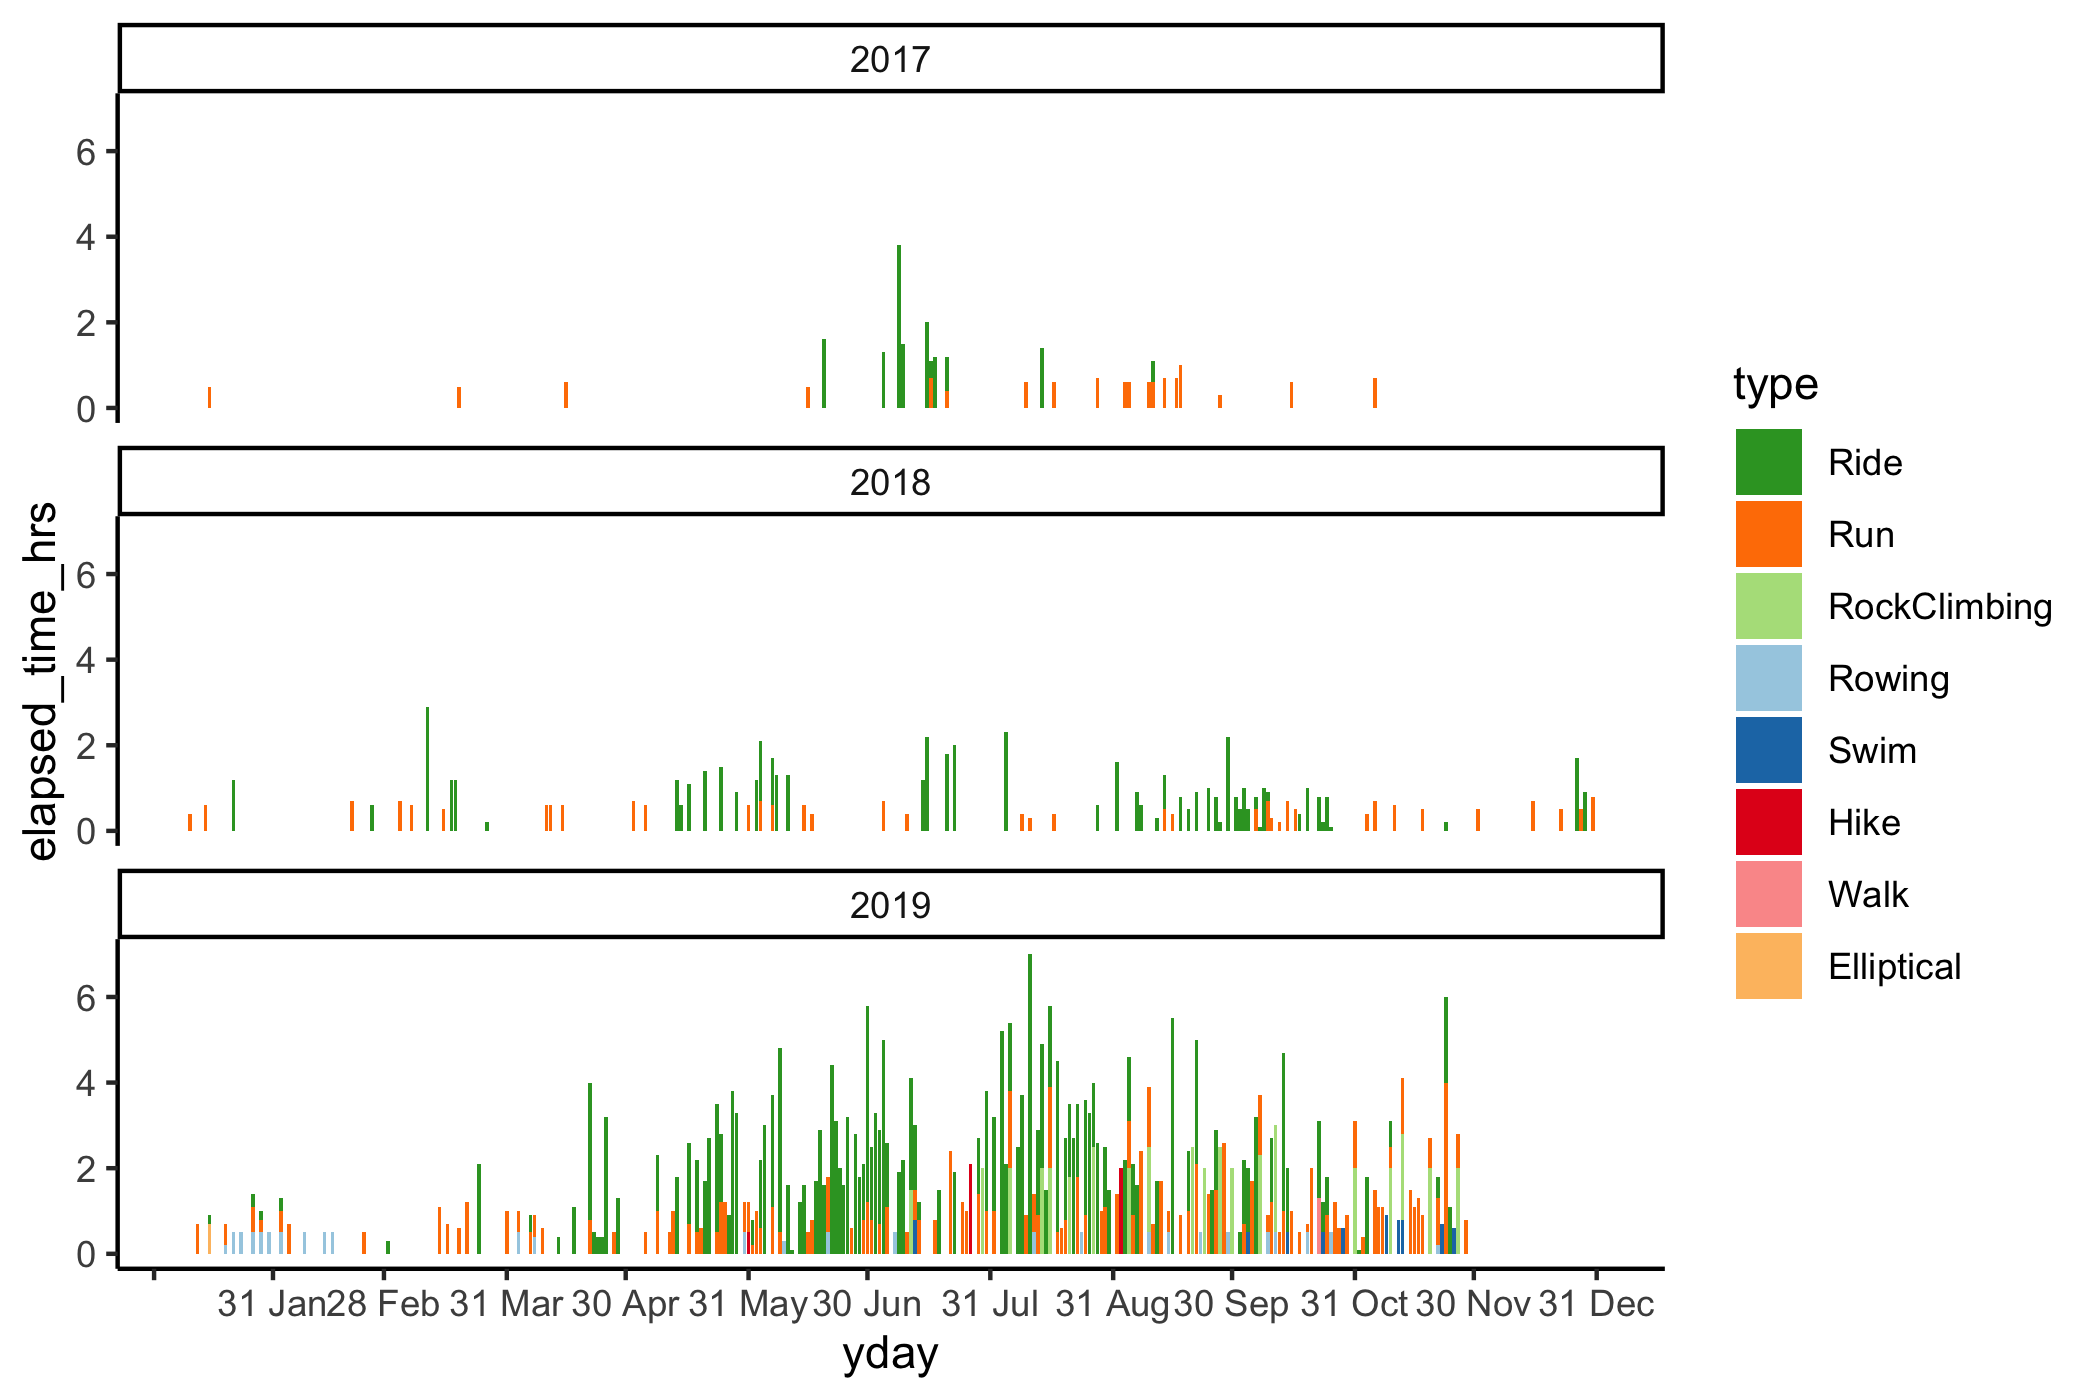 2017
6
4
2
0
2018
6
4
2
0
2019
6
4
2
0
elapsed_time_hrs
31 Jan 28 Feb 31 Mar 30 Apr 31 May 30 Jun 31 Jul 31 Aug 30 Sep 31 Oct 30 Nov 31 Dec
yday
type
Ride
Run
RockClimbing
Rowing
Swim
Hike
Walk
Elliptical